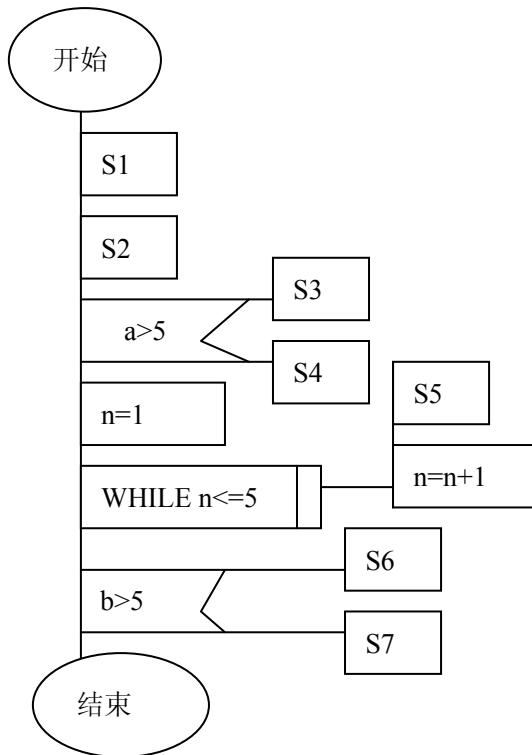 开始
S1
S2
S3
a>5
S4
S5
n=1
n=n+1
WHILE n<=5
S6
b>5
S7
结束